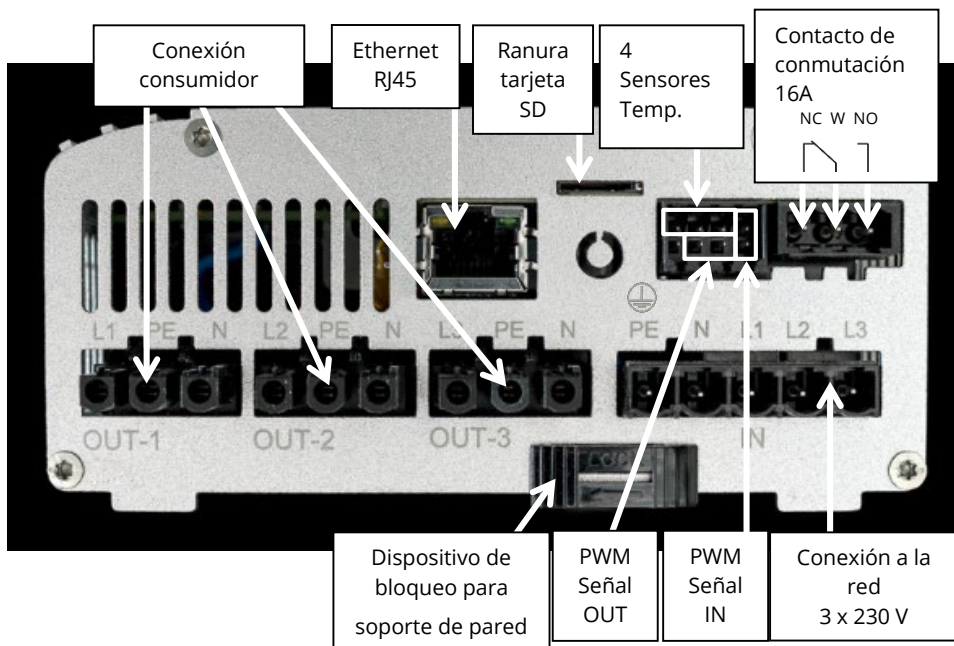 Conexión
consumidor
Ethernet
RJ45
Ranura
tarjeta
SD
4
Sensores
Temp.
Contacto de
conmutación
16A
NC W NO
L1 PE N L2 PE N L3 PE N PE N L1 L2 L3
OUT-1 OUT-2 OUT-3 IN
Dispositivo de
bloqueo para
soporte de pared
PWM
Señal
OUT
PWM
Señal
IN
Conexión a la
red
3 x 230 V